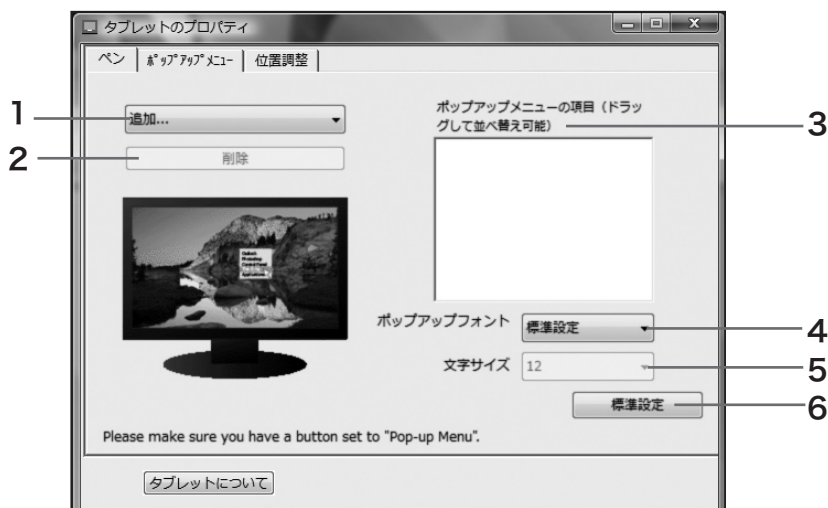 タブレットのプロパティ
ペン
ﾎﾟｯﾌﾟｱｯﾌﾟﾒﾆｭｰ
位置調整
1
追加...
ポップアップメニューの項目（ドラッ
グして並べ替え可能）
3
2
削除
ポップアップフォント
標準設定
4
文字サイズ
12
5
標準設定
6
Please make sure you have a button set to "Pop-up Menu".
タブレットについて